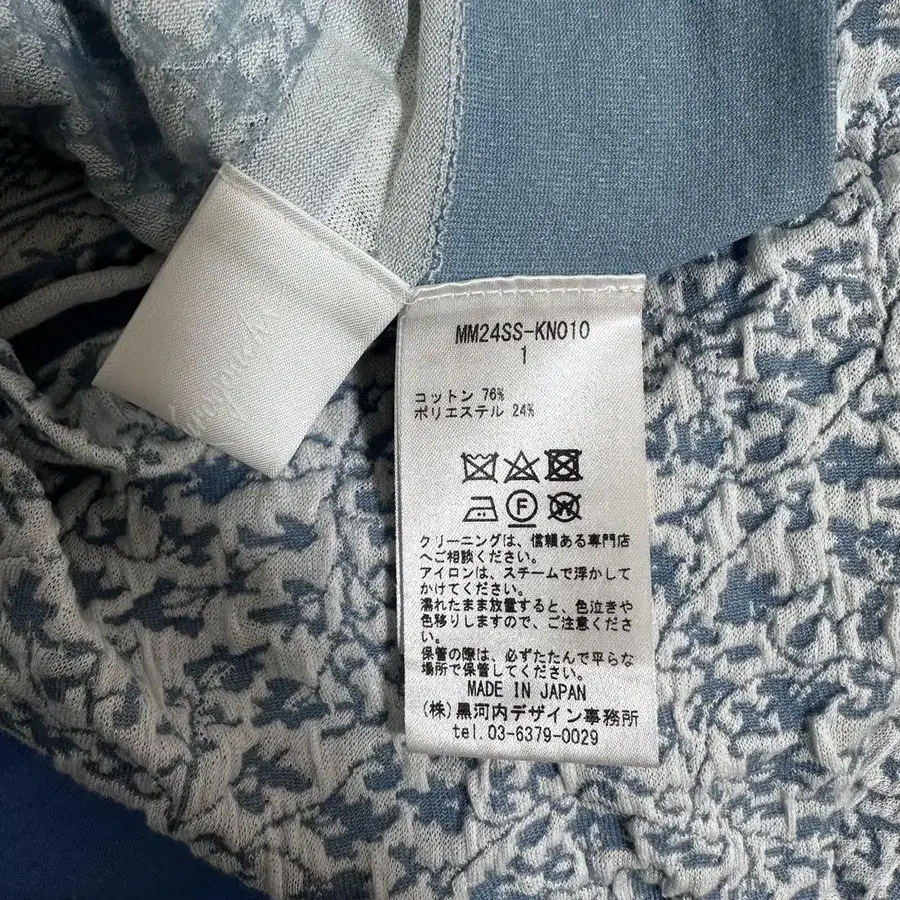 MM24SS-KN010
1
コットン 76%
ポリエステル 24%
F
W
クリーニングは、信頼ある専門店
へご相談ください。
アイロンは、スチームで浮かして
かけてください。
濡れたまま放置すると、色泣きや
色移りしますので、ご注意くださ
い。
保管の際は、必ずたたんで平らな
場所で保管してください。
MADE IN JAPAN
(株)黒河内デザイン事務所
tel.03-6379-0029